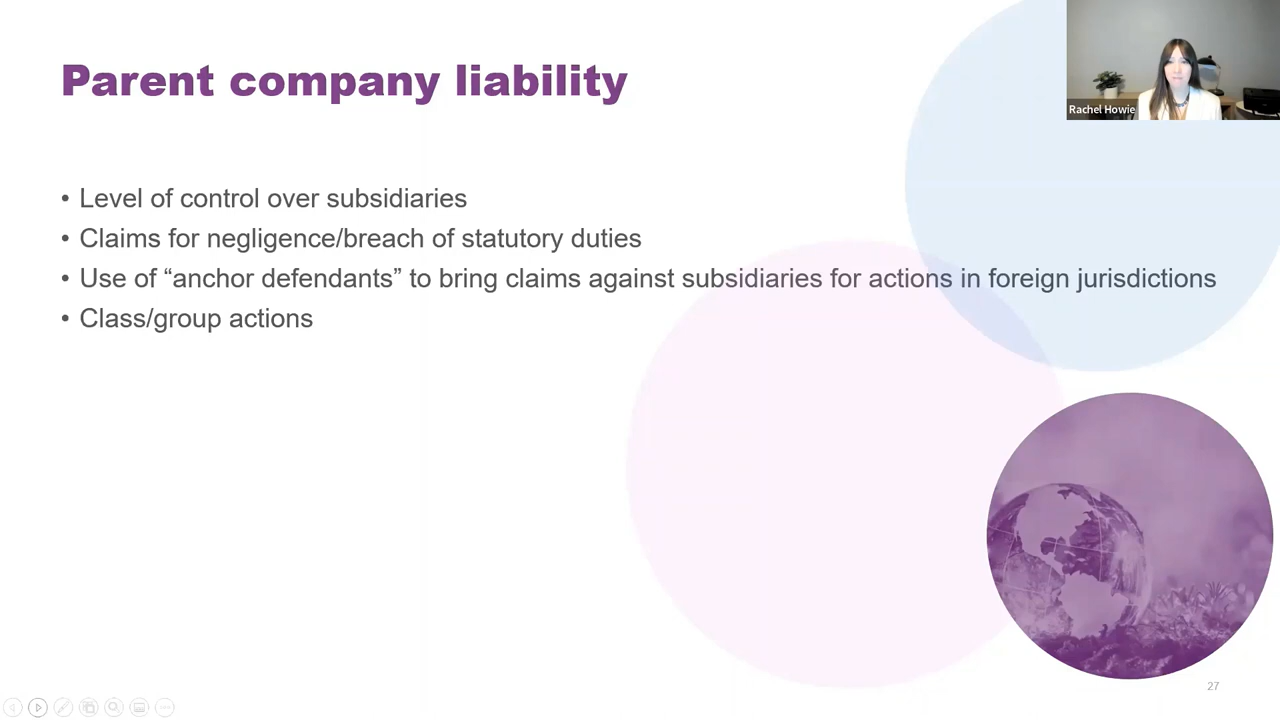 Parent company liability
Rachel Howie
• Level of control over subsidiaries
• Claims for negligence/breach of statutory duties
• Use of “anchor defendants” to bring claims against subsidiaries for actions in foreign jurisdictions
• Class/group actions
27